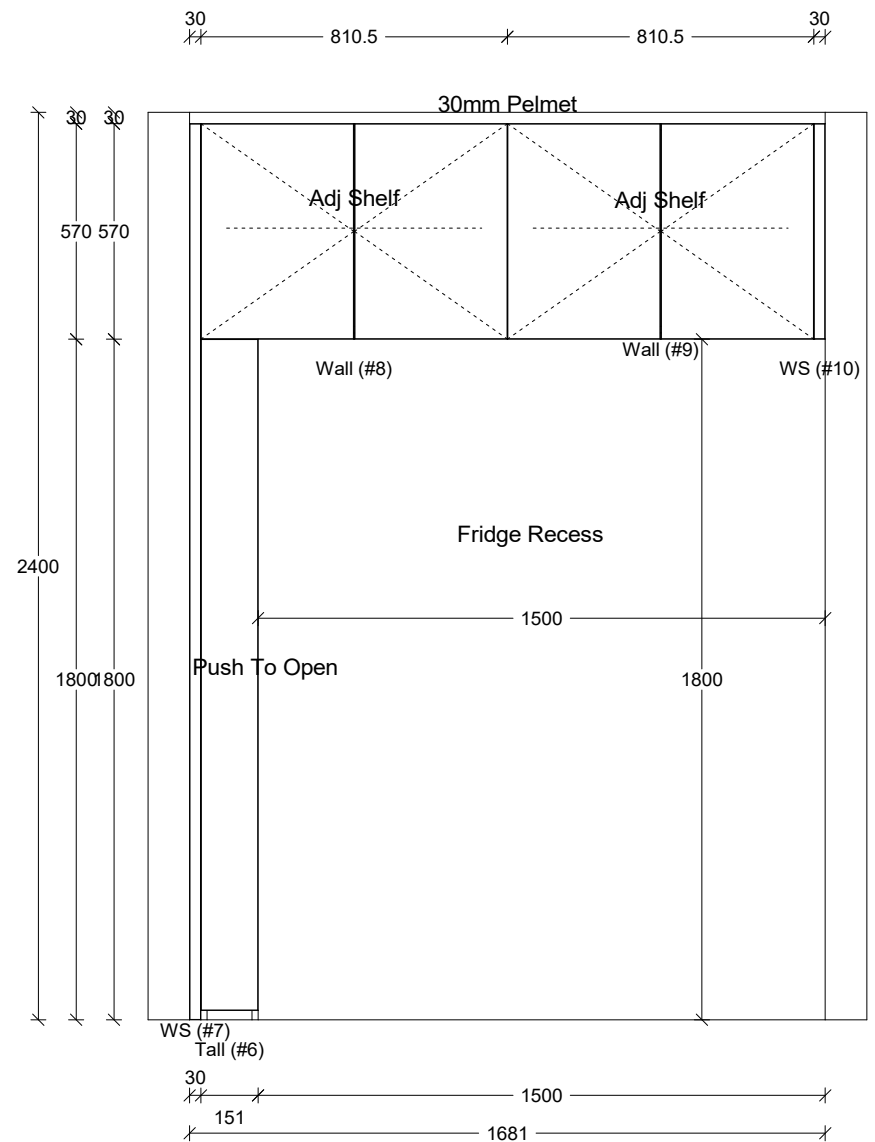 30
810.5
810.5
30
30mm Pelmet
30
30
Adj Shelf
Adj Shelf
570
570
Wall (#8)
Wall (#9)
WS (#10)
Fridge Recess
2400
1500
Push To Open
1800
1800
1800
WS (#7)
Tall (#6)
30
1500
151
1681